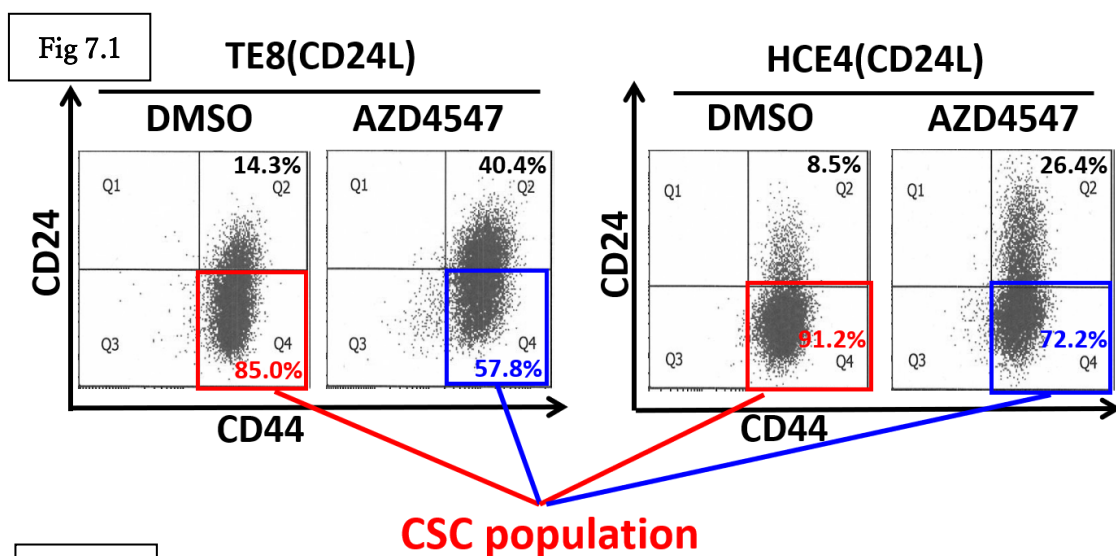 Fig 7.1
TE8(CD24L)
HCE4(CD24L)
DMSO
AZD4547
DMSO
AZD4547
CD24
Q1
14.3%
Q2
Q3
Q4
85.0%
Q1
40.4%
Q2
Q3
Q4
57.8%
CD44
CD24
Q1
8.5%
Q2
Q3
91.2%
Q4
Q1
26.4%
Q2
Q3
72.2%
Q4
CD44
CSC population